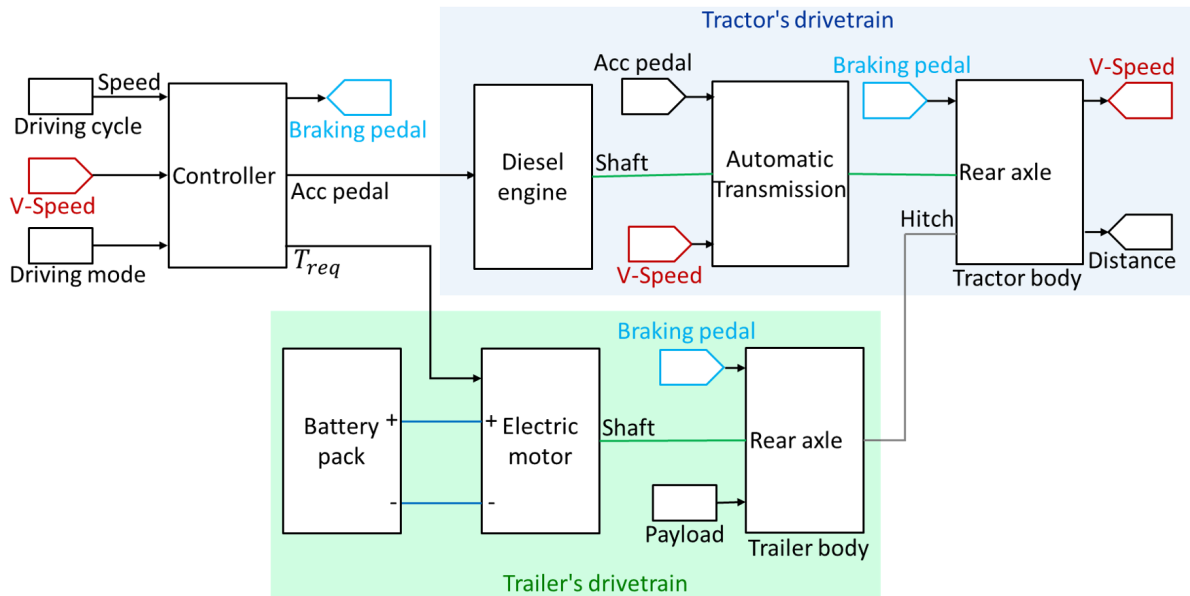 Tractor's drivetrain
Speed
Driving cycle
V-Speed
Driving mode
Controller
Braking pedal
Acc pedal
T_req
Diesel
engine
Shaft
Acc pedal
V-Speed
Automatic
Transmission
Braking pedal
Rear axle
Hitch
Tractor body
V-Speed
Distance
Battery
pack
+
-
+
-
Electric
motor
Shaft
Braking pedal
Payload
Rear axle
Trailer body
Trailer's drivetrain